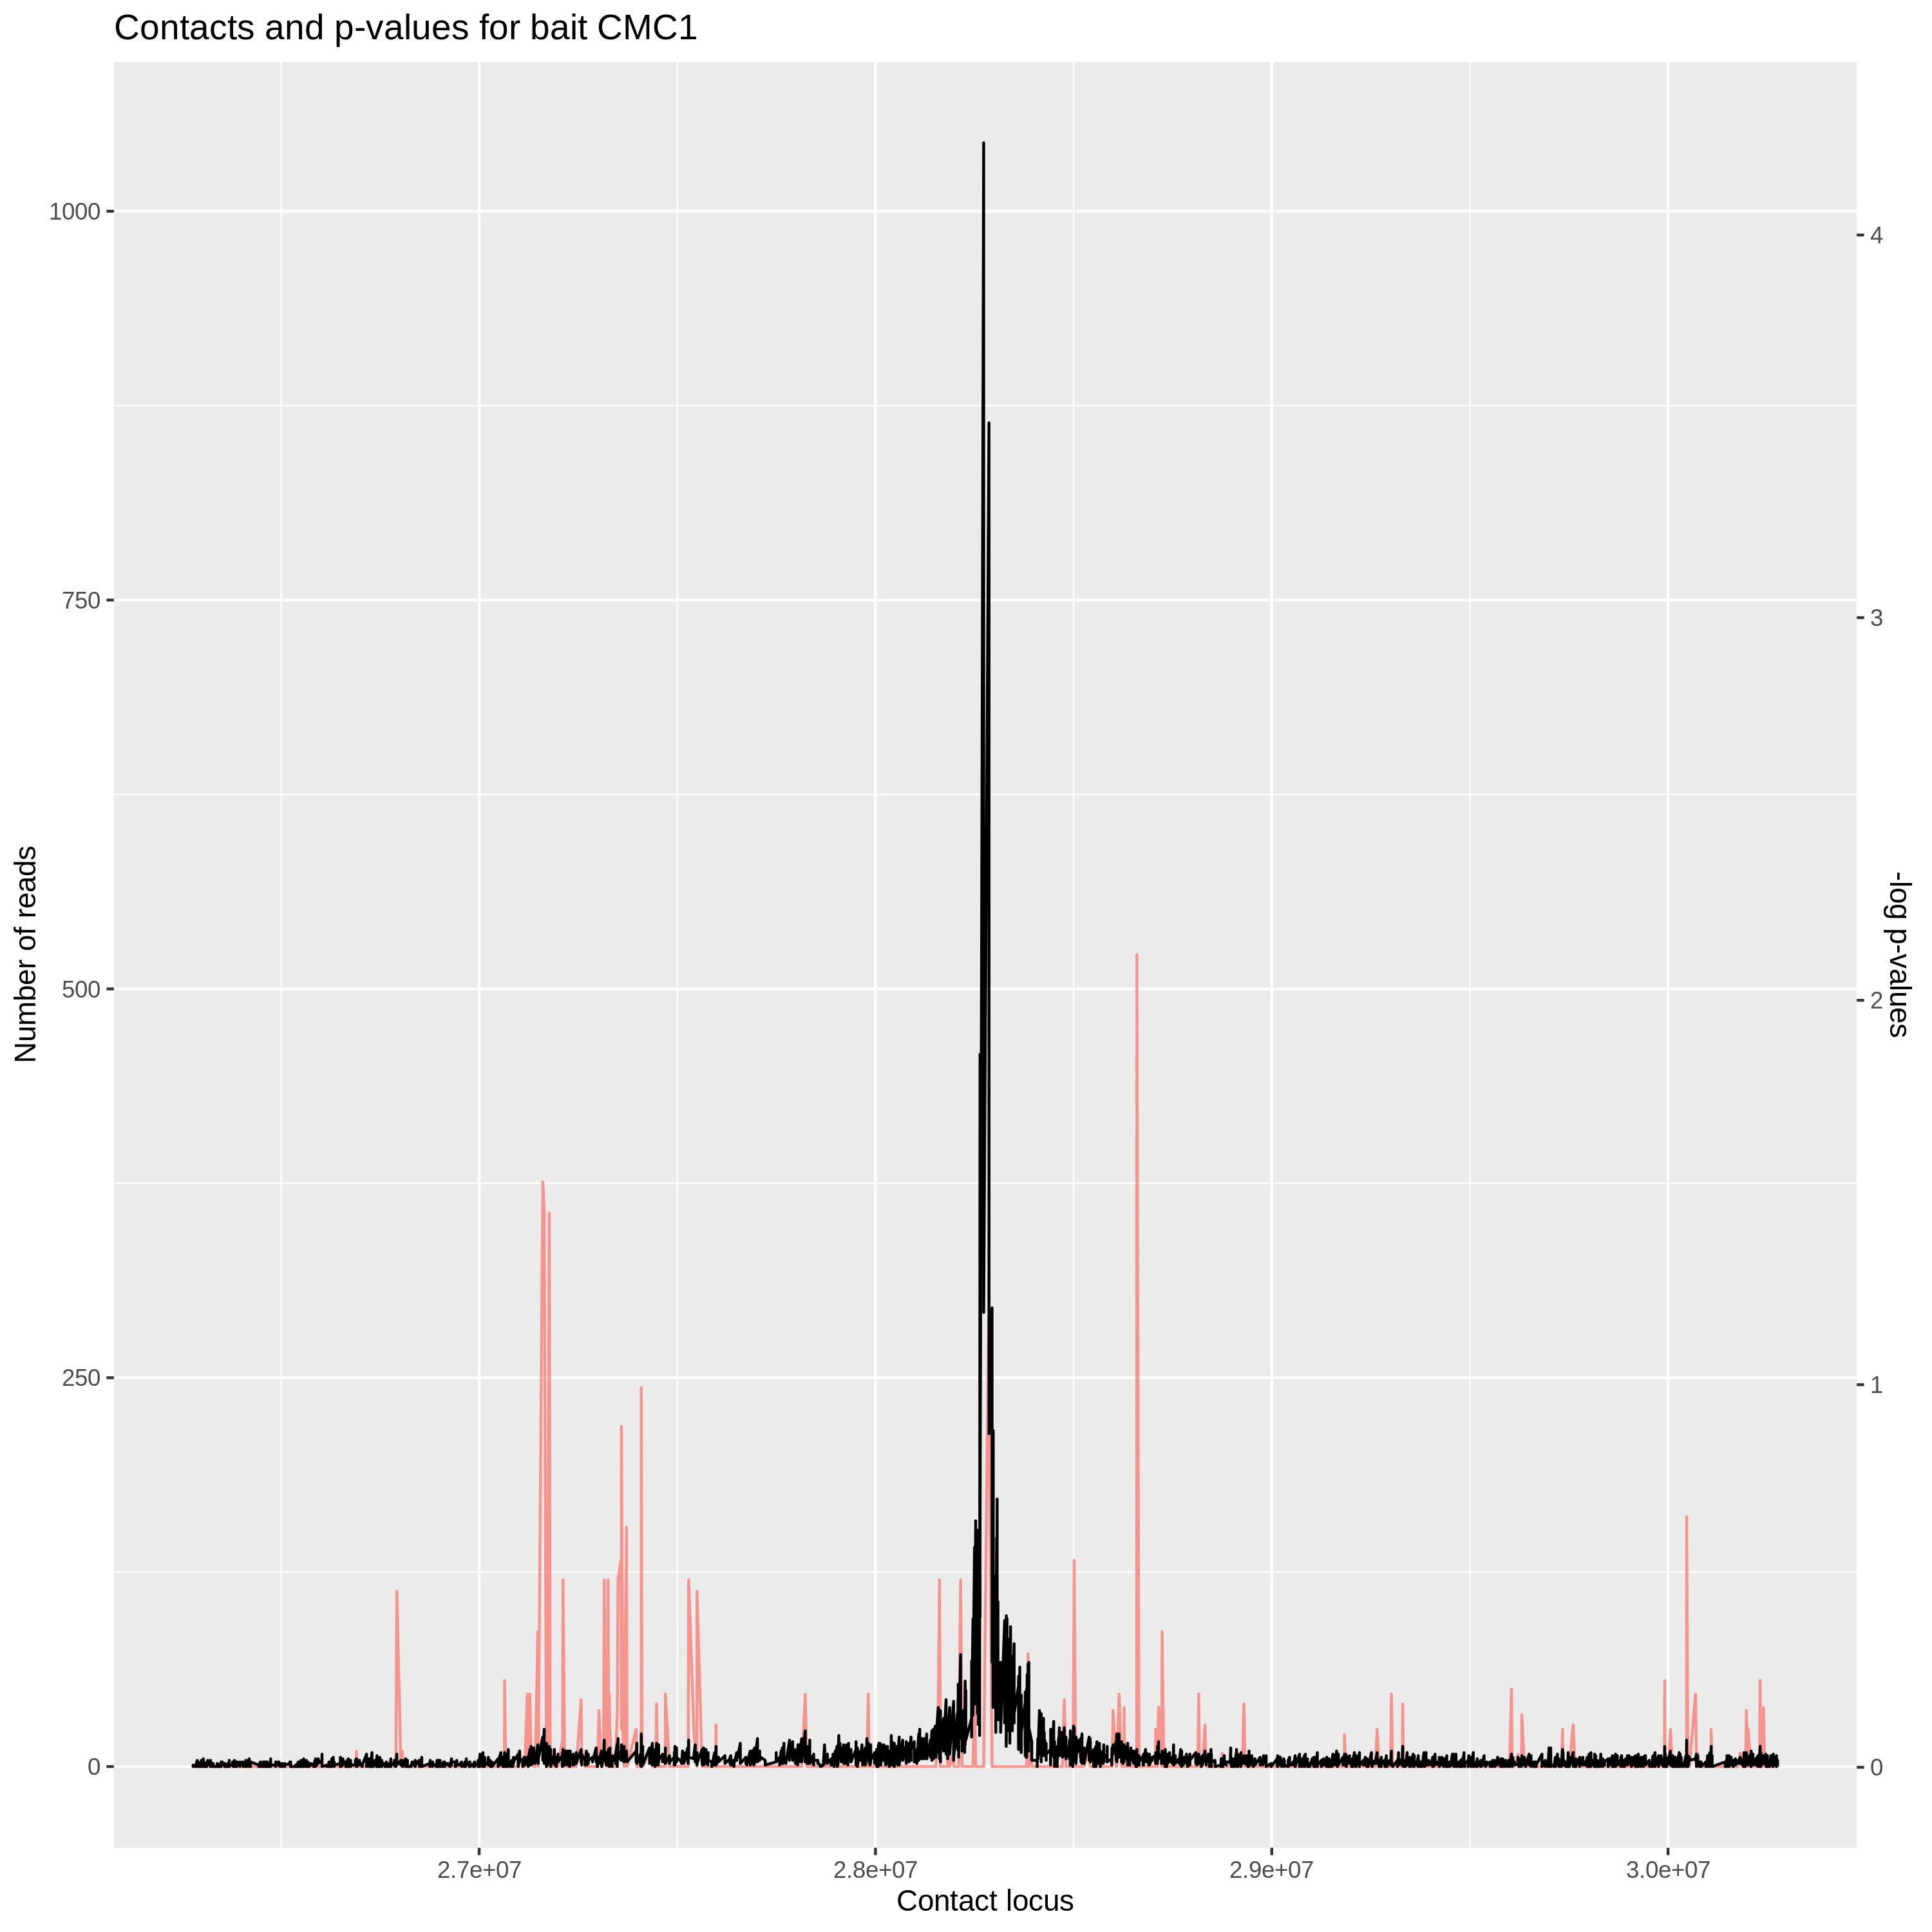 Contacts and p-values for bait CMC1
Number of reads
1000
750
500
250
0
4
3
2
1
0
-log p-values
2.7e+07
2.8e+07
2.9e+07
3.0e+07
Contact locus